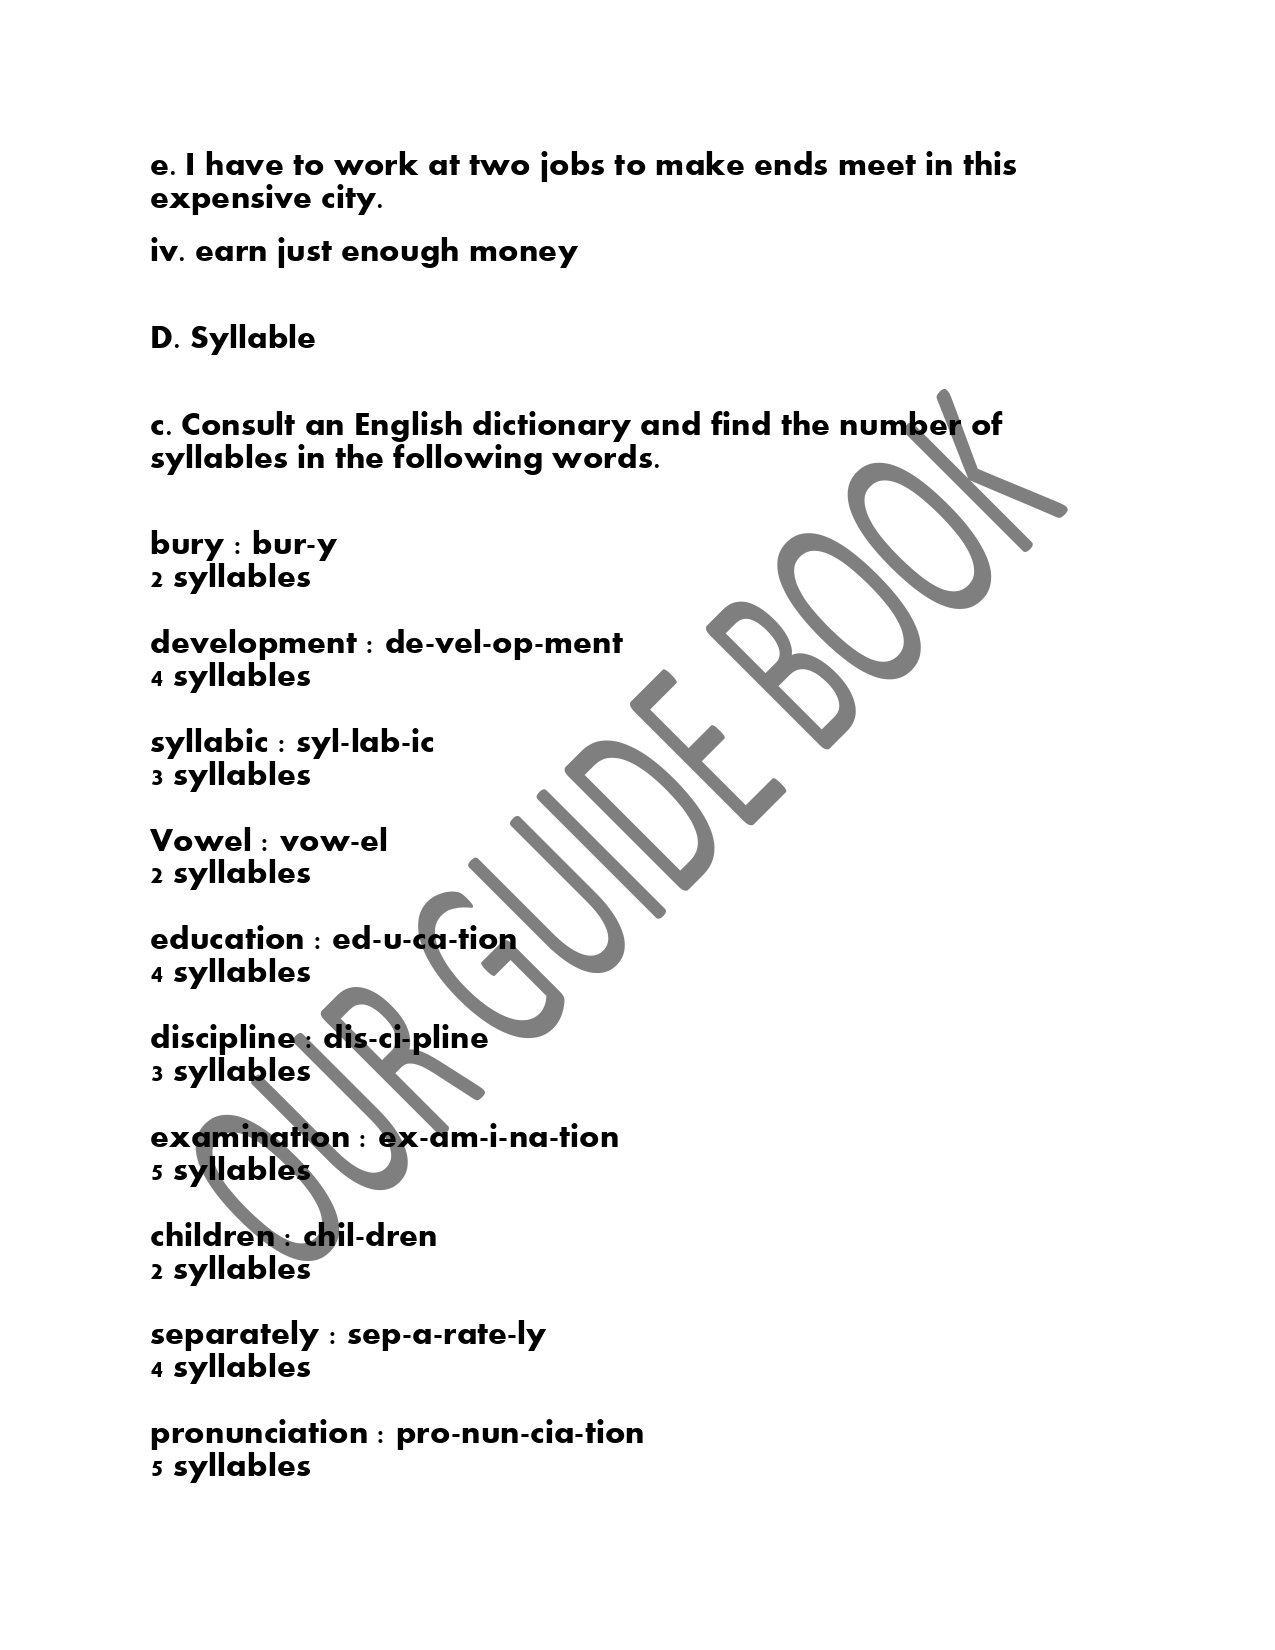 e. I have to work at two jobs to make ends meet in this
expensive city.
iv. earn just enough money
D. Syllable
c. Consult an English dictionary and find the number of
syllables in the following words.
bury : bur-y
2 syllables
development : de-vel-op-ment
4 syllables
syllabic : syl-lab-ic
3 syllables
Vowel : vow-el
2 syllables
education : ed-u-ca-tion
4 syllables
discipline : dis-ci-pline
3 syllables
examination : ex-am-i-na-tion
5 syllables
children : chil-dren
2 syllables
separately : sep-a-rate-ly
4 syllables
pronunciation : pro-nun-cia-tion
5 syllables
OUR GUIDE BOOK